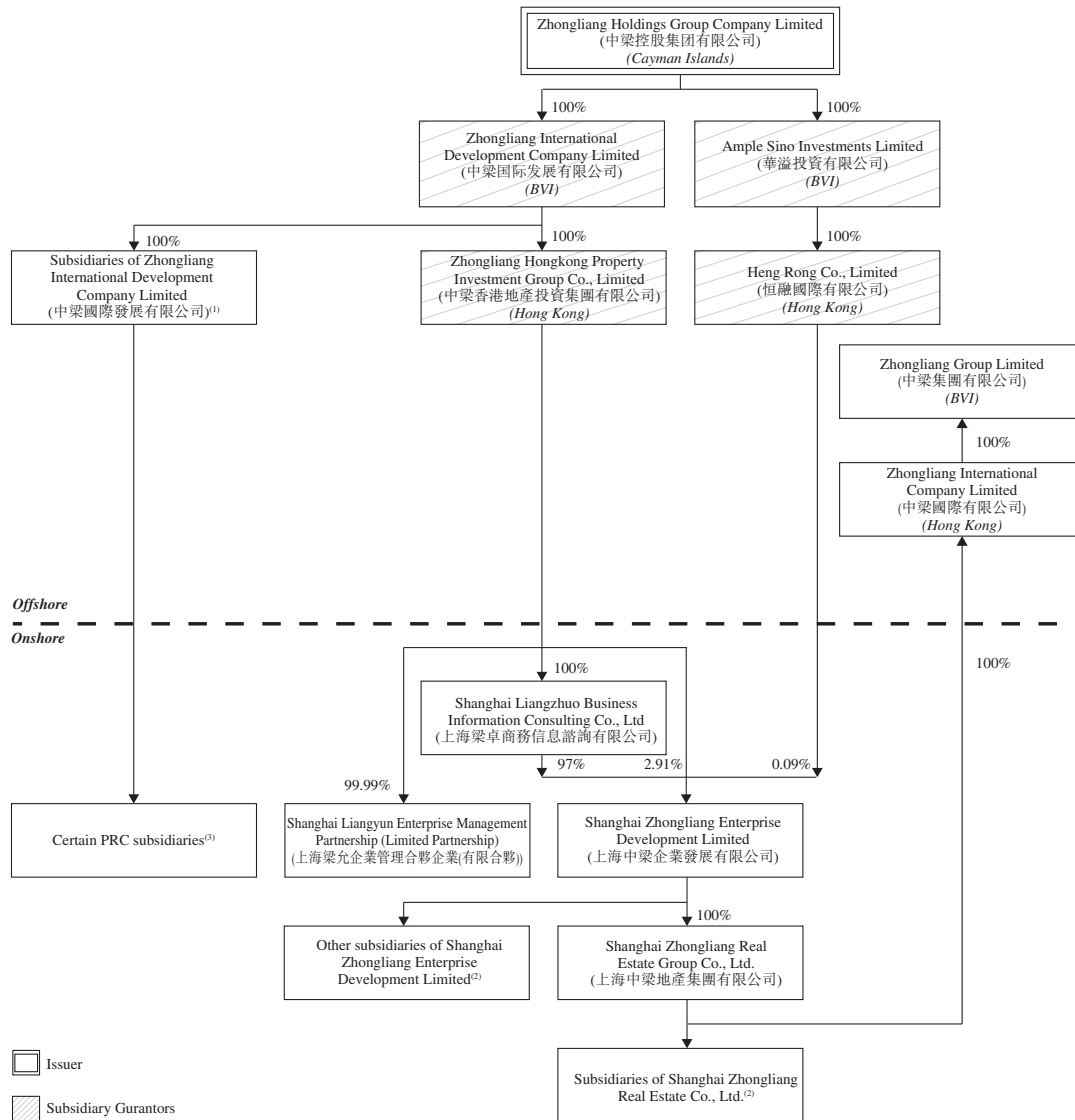 Zhongliang Holdings Group Company Limited
(中梁控股集团有限公司)
(Cayman Islands)
100%
100%
Zhongliang International
Development Company Limited
(中梁国际发展有限公司)
(BVI)
Ample Sino Investments Limited
(華溢投資有限公司)
(BVI)
100%
100%
100%
Subsidiaries of Zhongliang
International Development
Company Limited
(中梁國際發展有限公司)(1)
Zhongliang Hongkong Property
Investment Group Co., Limited
(中梁香港地產投資集團有限公司)
(Hong Kong)
Heng Rong Co., Limited
(恒融國際有限公司)
(Hong Kong)
Zhongliang Group Limited
(中梁集團有限公司)
(BVI)
100%
Zhongliang International
Company Limited
(中梁國際有限公司)
(Hong Kong)
Offshore
Onshore
100%
100%
Shanghai Liangzhuo Business
Information Consulting Co., Ltd
(上海梁卓商務信息諮詢有限公司)
97%
2.91%
0.09%
99.99%
Certain PRC subsidiaries(3)
Shanghai Liangyun Enterprise Management
Partnership (Limited Partnership)
(上海梁允企業管理合夥企業(有限合夥))
Shanghai Zhongliang Enterprise
Development Limited
(上海中梁企業發展有限公司)
100%
Other subsidiaries of Shanghai
Zhongliang Enterprise
Development Limited(2)
Shanghai Zhongliang Real
Estate Group Co., Ltd.
(上海中梁地產集團有限公司)
Subsidiaries of Shanghai Zhongliang
Real Estate Co., Ltd.(2)
Issuer
Subsidiary Gurantors